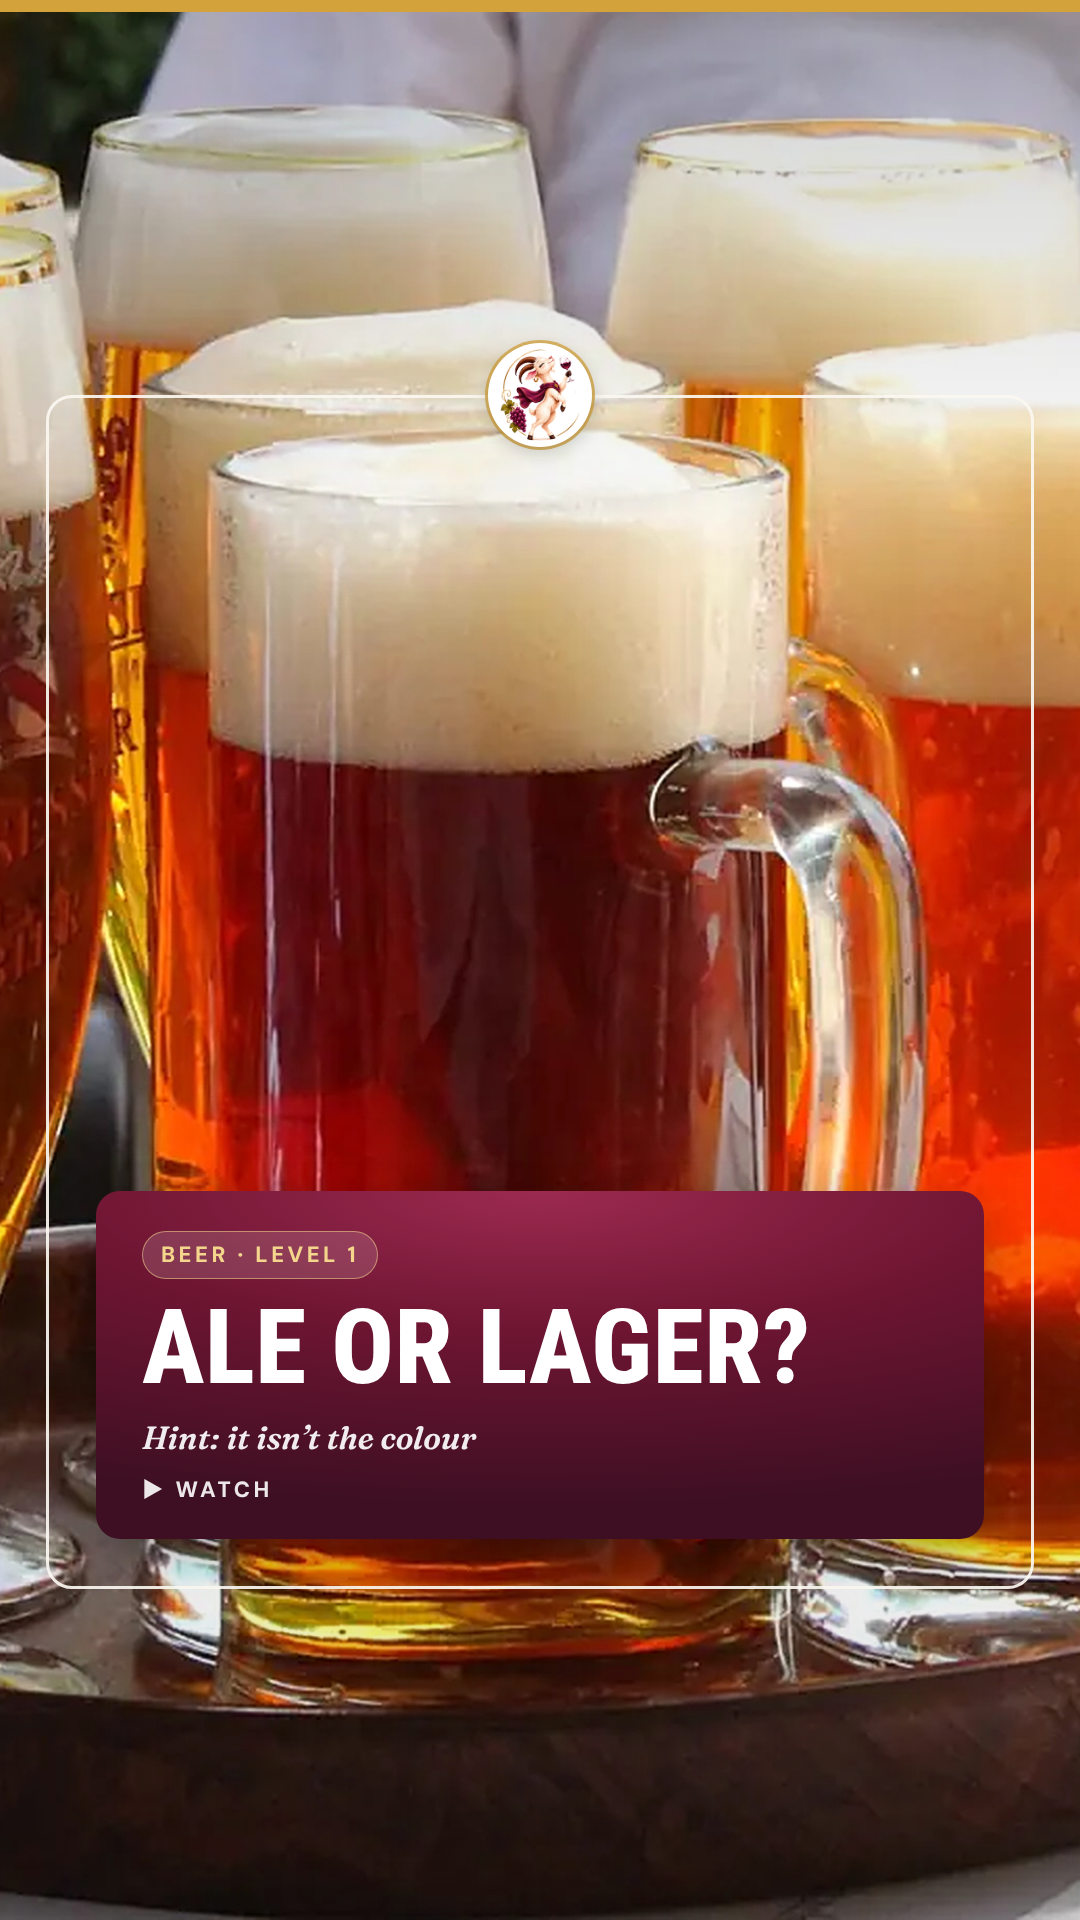 BEER · LEVEL 1
ALE OR LAGER?
Hint: it isn’t the colour
▶ WATCH